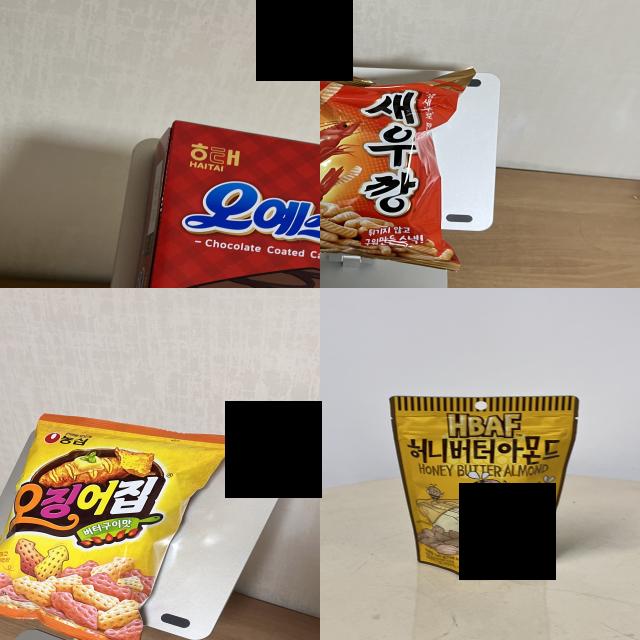 해태
HAITAI
오예스
– Chocolate Coated Ca
새우깡
튀기지 않고
구워만든 스낵!
농심
오징어집
버터구이맛
HBAF
허니버터아몬드
HONEY BUTTER ALMOND